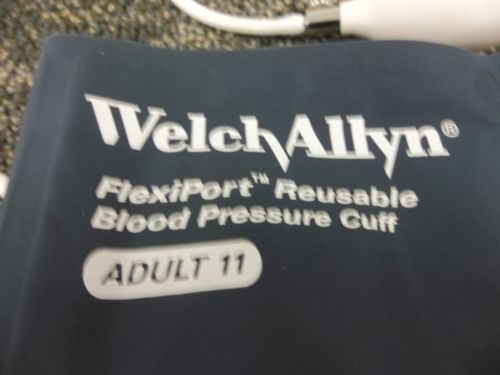 WelchAllyn®
FlexiPort™ Reusable
Blood Pressure Cuff
ADULT 11